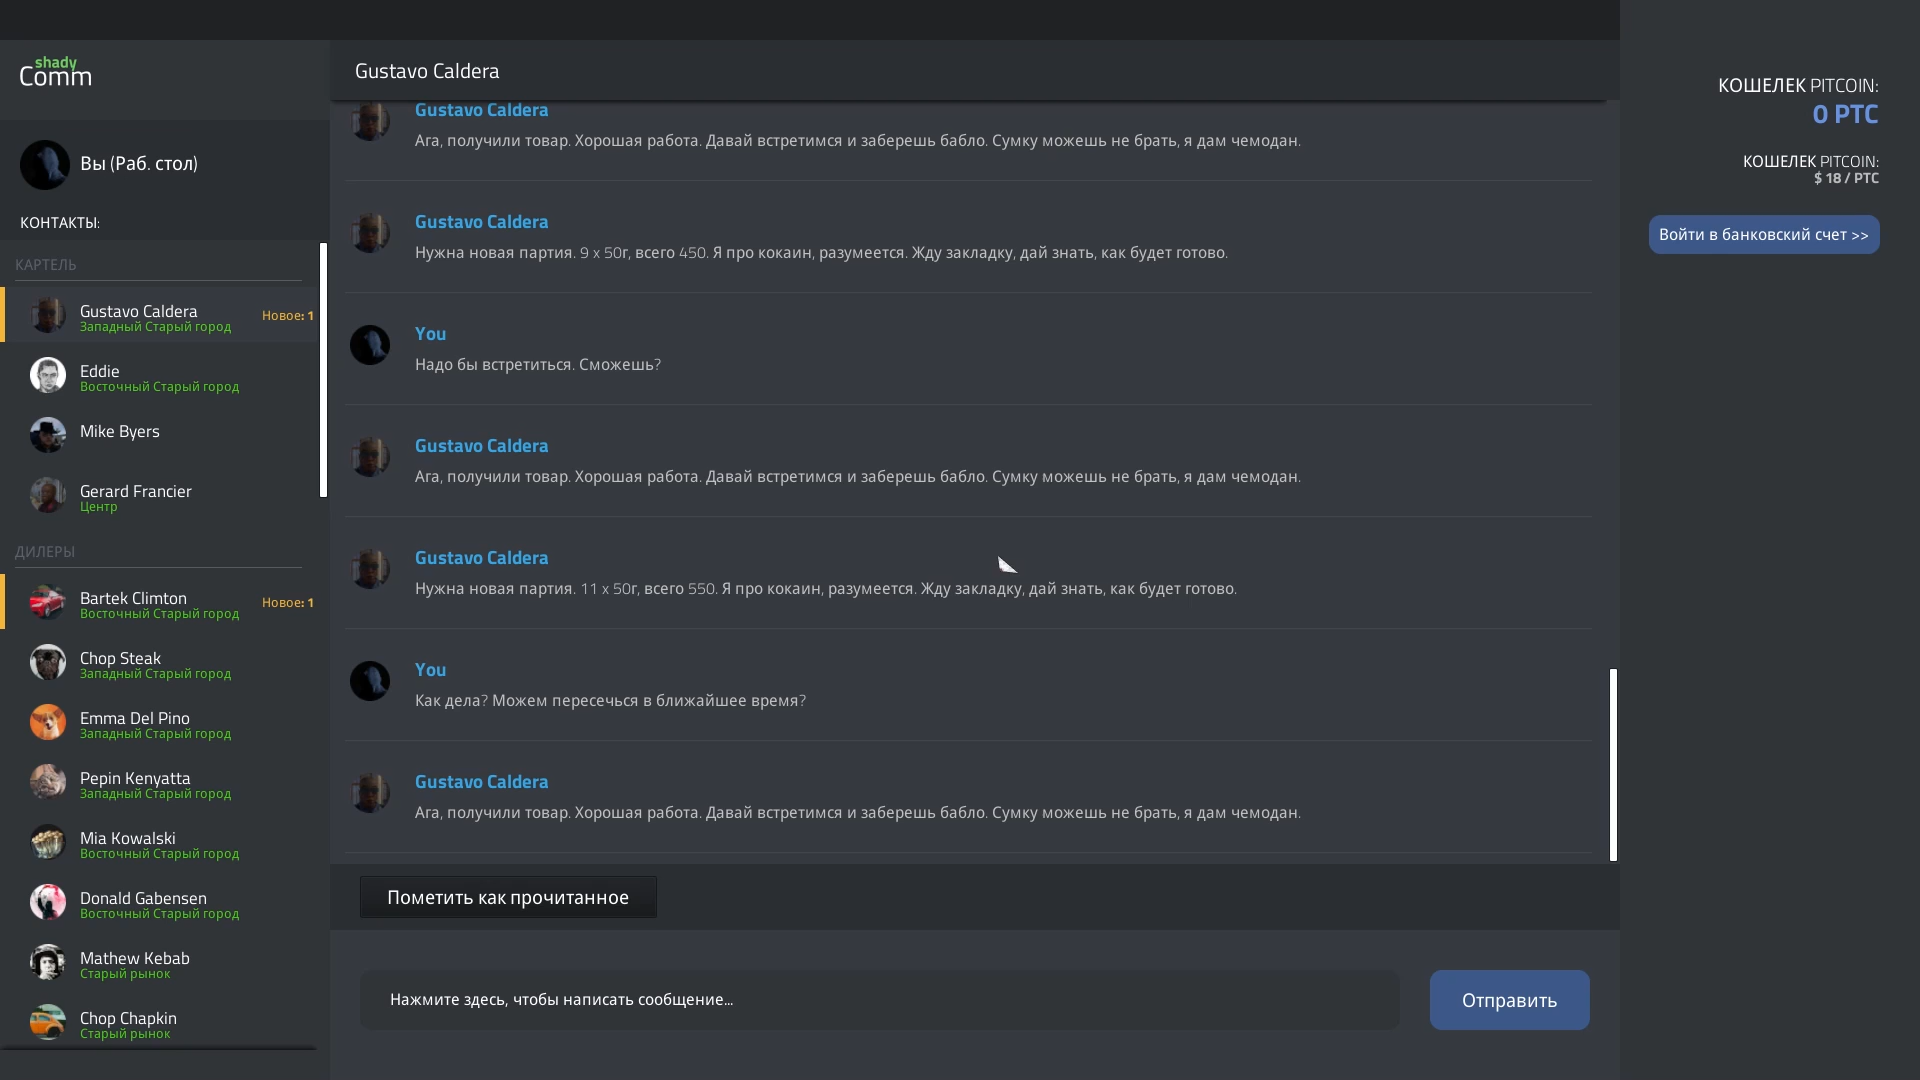 shady
Comm
Вы (Раб. стол)
КОНТАКТЫ:
КАРТЕЛЬ
Gustavo Caldera
Западный Старый город
Новое: 1
Eddie
Восточный Старый город
Mike Byers
Gerard Francier
Центр
ДИЛЕРЫ
Bartek Climton
Восточный Старый город
Новое: 1
Chop Steak
Западный Старый город
Emma Del Pino
Западный Старый город
Pepin Kenyatta
Западный Старый город
Mia Kowalski
Восточный Старый город
Donald Gabensen
Восточный Старый город
Mathew Kebab
Старый рынок
Chop Chapkin
Старый рынок
Gustavo Caldera
Gustavo Caldera
Ага, получили товар. Хорошая работа. Давай встретимся и заберешь бабло. Сумку можешь не брать, я дам чемодан.
Gustavo Caldera
Нужна новая партия. 9 x 50г, всего 450. Я про кокаин, разумеется. Жду закладку, дай знать, как будет готово.
You
Надо бы встретиться. Сможешь?
Gustavo Caldera
Ага, получили товар. Хорошая работа. Давай встретимся и заберешь бабло. Сумку можешь не брать, я дам чемодан.
Gustavo Caldera
Нужна новая партия. 11 x 50г, всего 550. Я про кокаин, разумеется. Жду закладку, дай знать, как будет готово.
You
Как дела? Можем пересечься в ближайшее время?
Gustavo Caldera
Ага, получили товар. Хорошая работа. Давай встретимся и заберешь бабло. Сумку можешь не брать, я дам чемодан.
Пометить как прочитанное
Нажмите здесь, чтобы написать сообщение...
Отправить
КОШЕЛЕК PITCOIN:
0 PTC
КОШЕЛЕК PITCOIN:
$ 18 / PTC
Войти в банковский счет >>